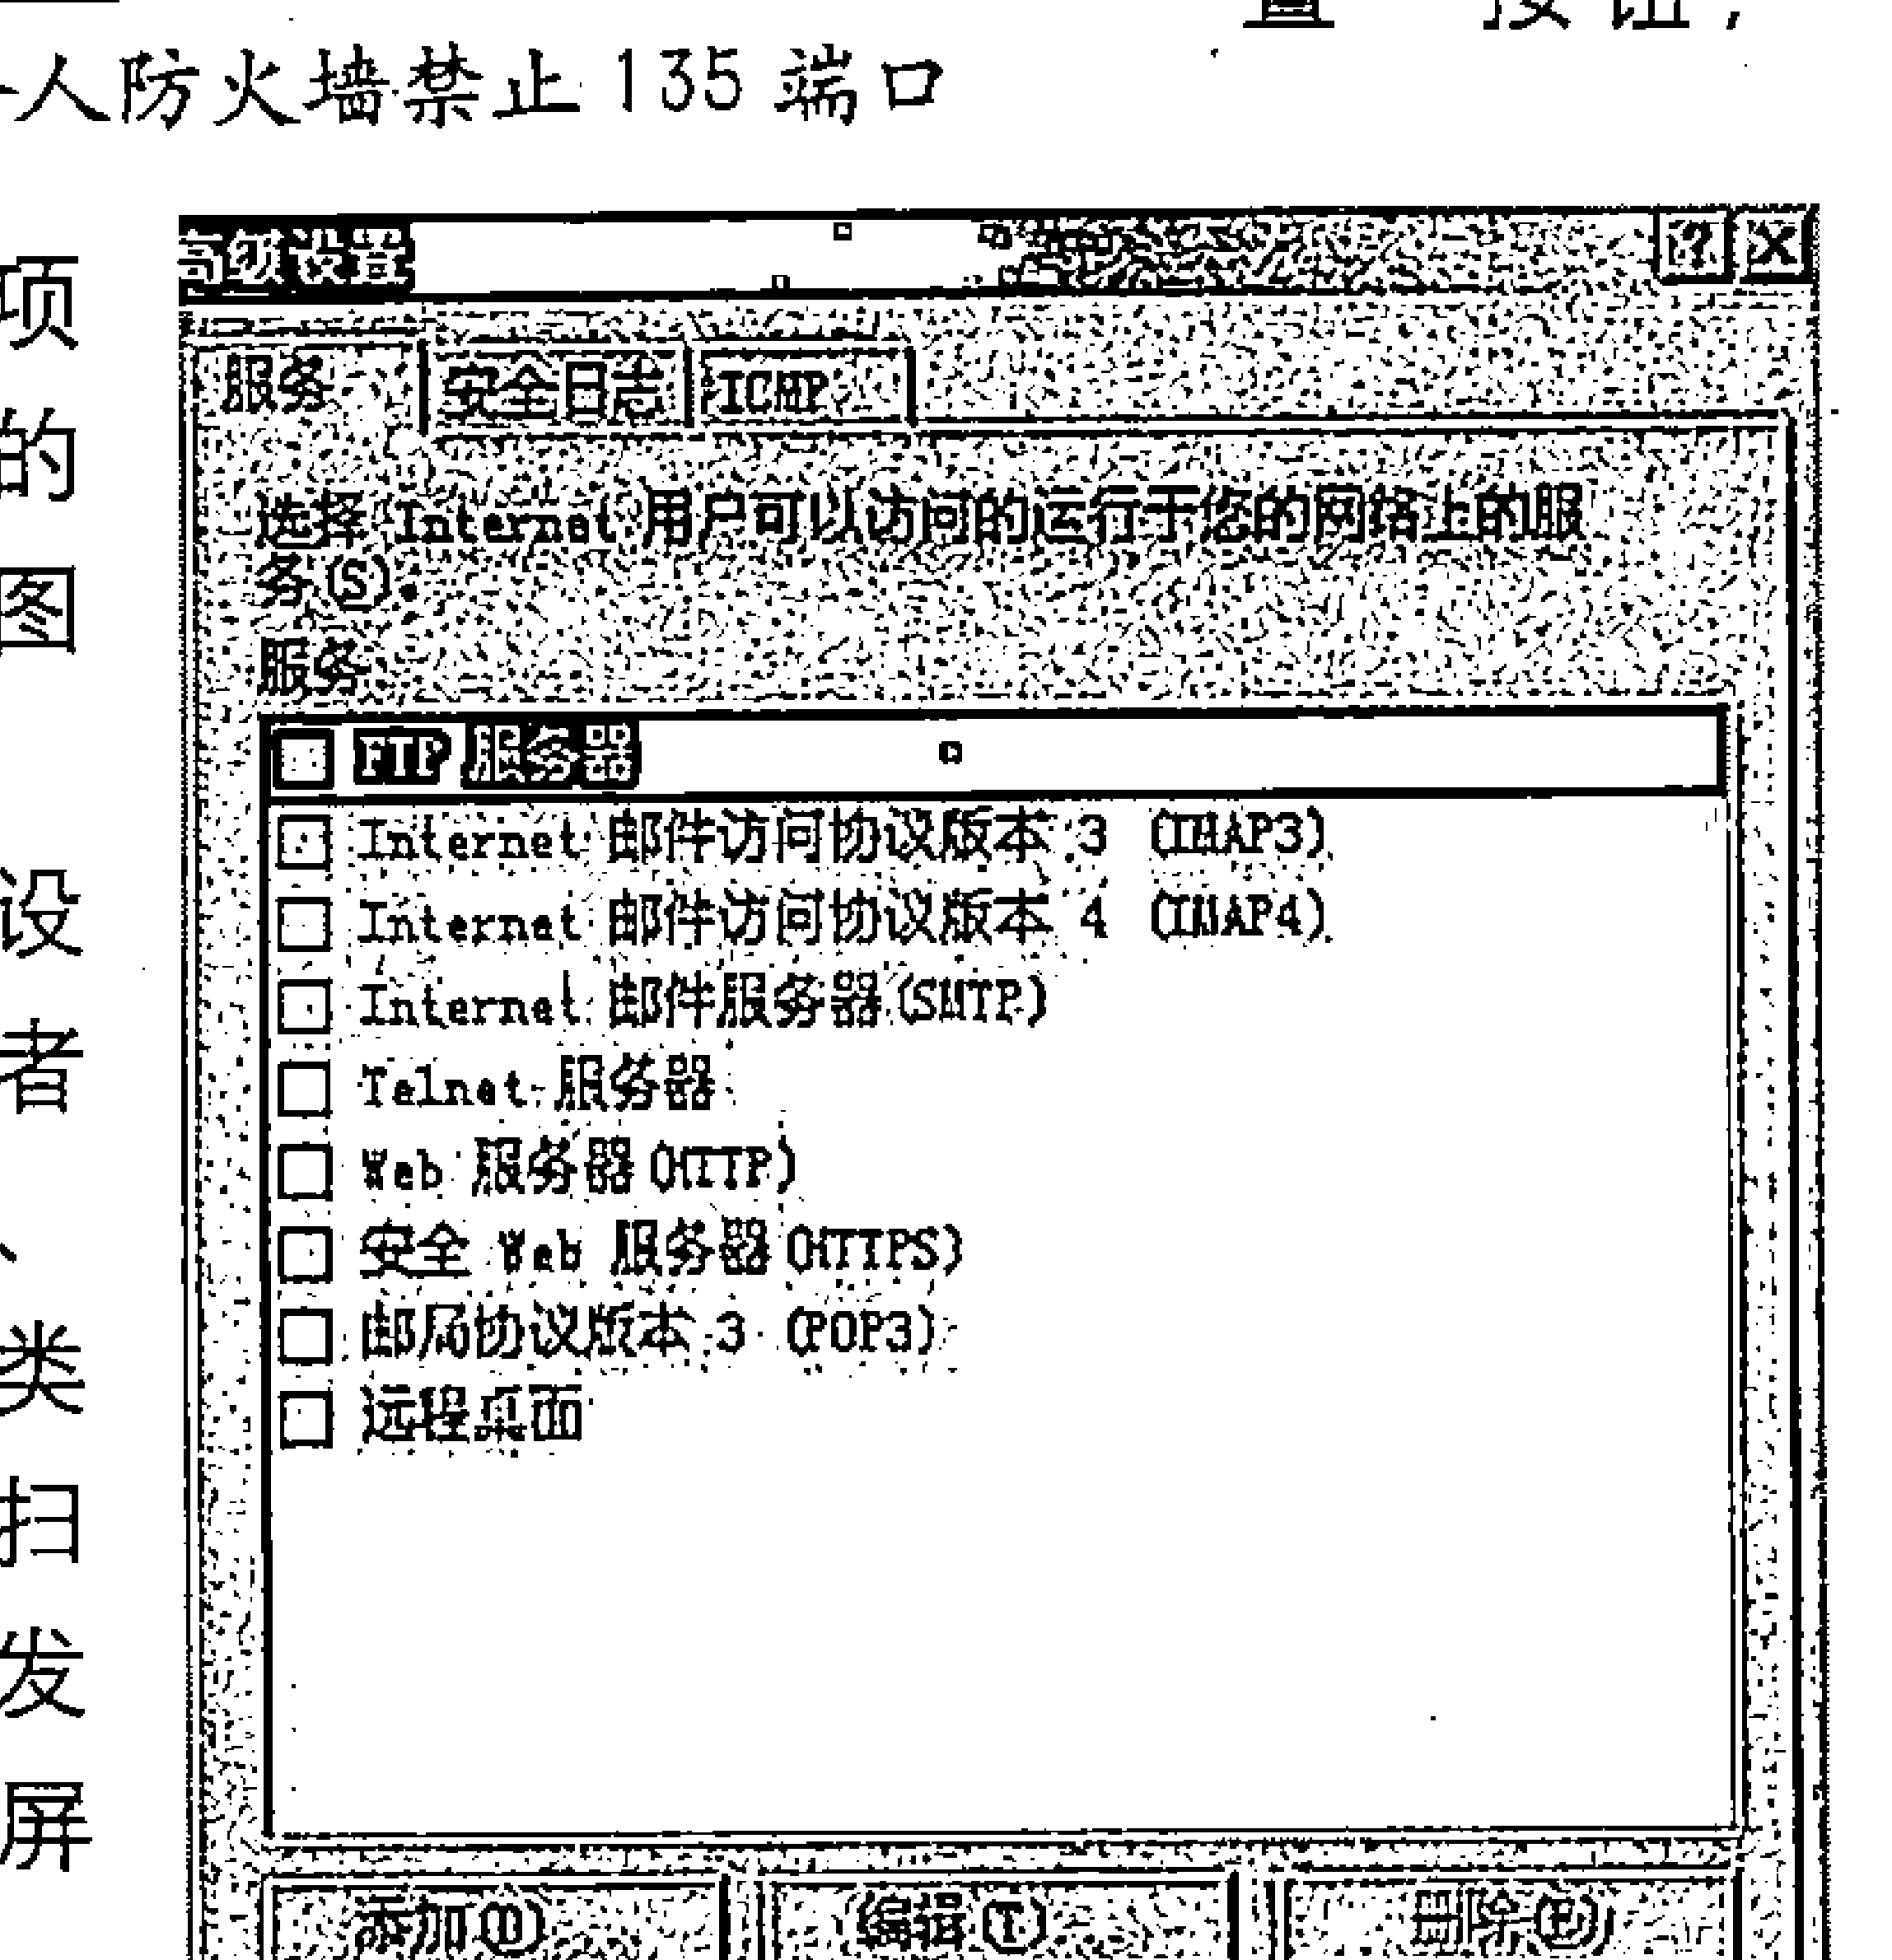 置 按钮,
人防火墙禁止 135 端口
项
的
图
设
者
、
类
扫
发
屏
高级设置
服务 安全日志 ICMP
选择 Internet 用户可以访问的运行于您的网络上的服
务(S)。
服务
FTP 服务器
Internet 邮件访问协议版本 3 (IMAP3)
Internet 邮件访问协议版本 4 (IMAP4)
Internet 邮件服务器(SMTP)
Telnet 服务器
Web 服务器(HTTP)
安全 Web 服务器(HTTPS)
邮局协议版本 3 (POP3)
远程桌面
添加(D) 编辑(T) 删除(E)